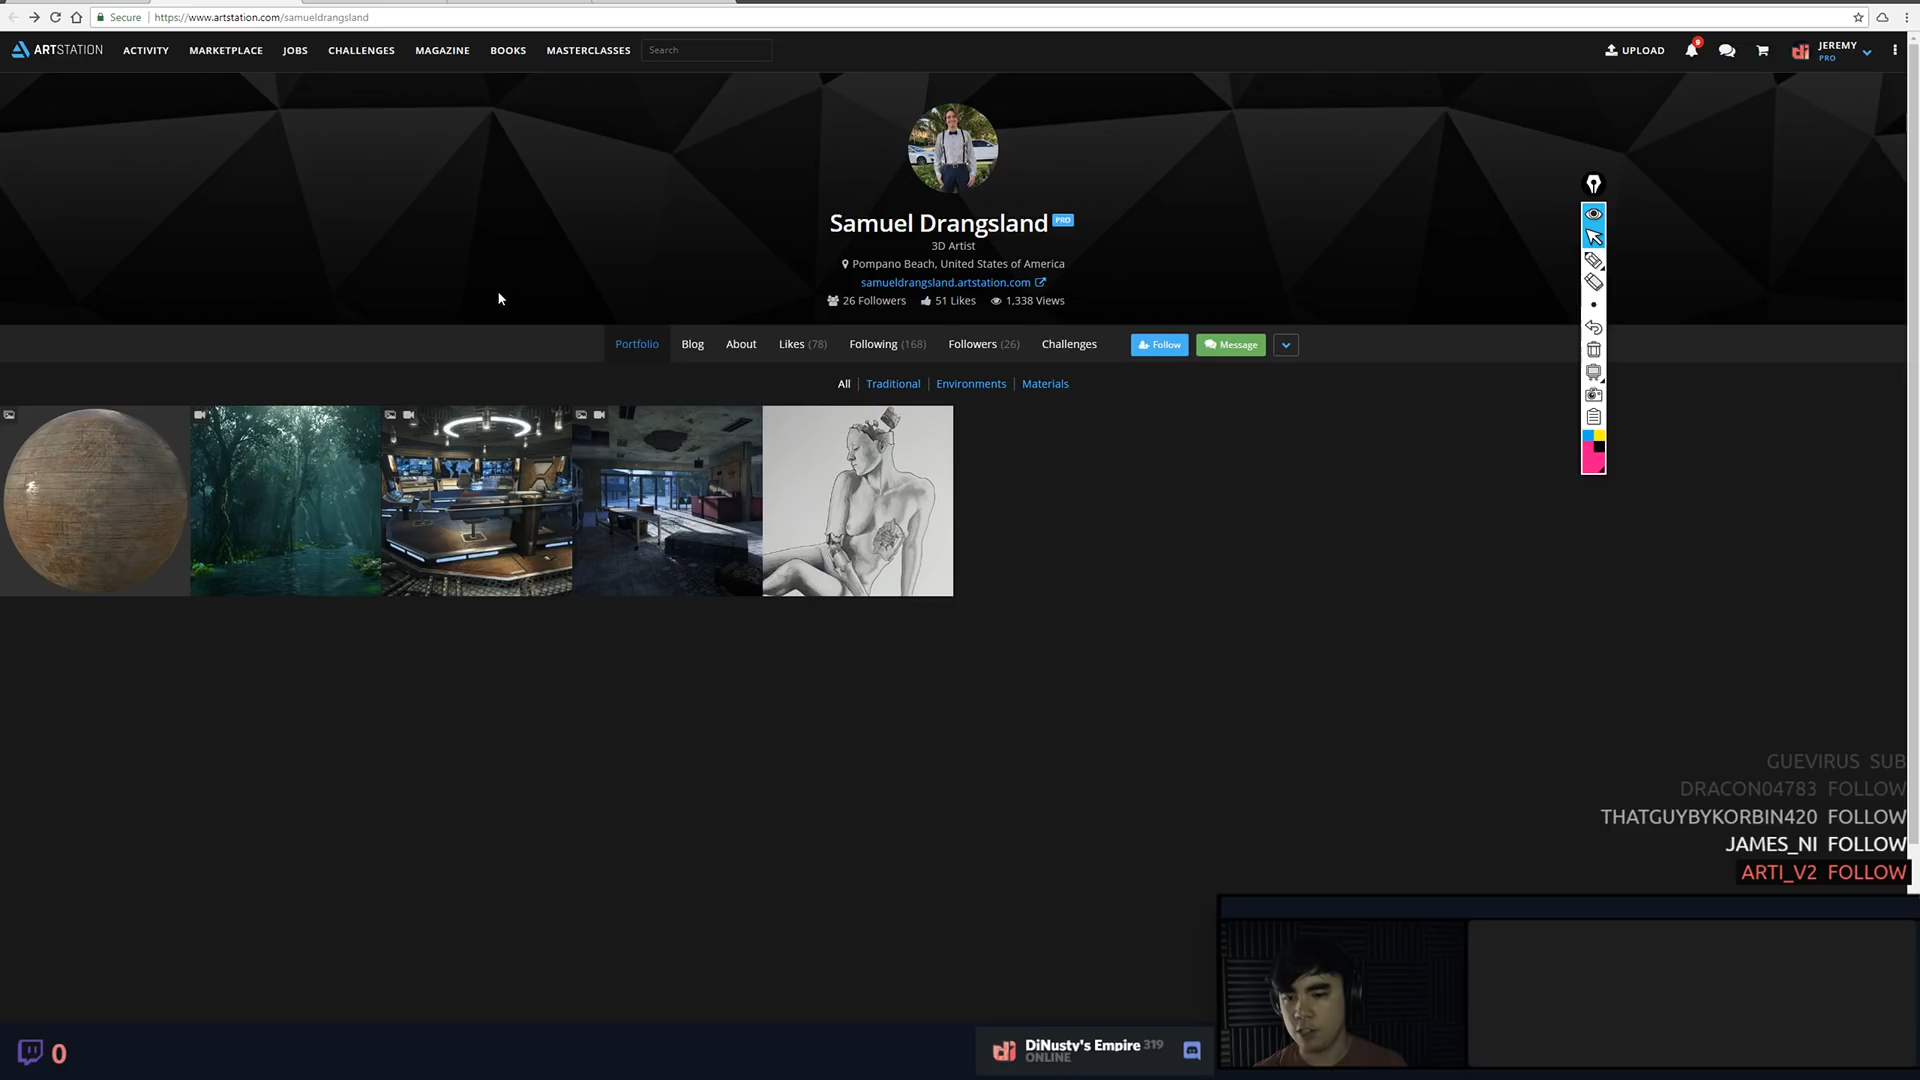 Secure
https://www.artstation.com/samueldrangsland
ARTSTATION
ACTIVITY
MARKETPLACE
JOBS
CHALLENGES
MAGAZINE
BOOKS
MASTERCLASSES
Search
UPLOAD
9
JEREMY
PRO
Samuel Drangsland PRO
3D Artist
Pompano Beach, United States of America
samueldrangsland.artstation.com
26 Followers 51 Likes 1,338 Views
Portfolio
Blog
About
Likes (78)
Following (168)
Followers (26)
Challenges
Follow
Message
All
Traditional
Environments
Materials
GUEVIRUS SUB
DRACON04783 FOLLOW
THATGUYBYKORBIN420 FOLLOW
JAMES_NI FOLLOW
ARTI_V2 FOLLOW
0
di
DiNusty's Empire 319
ONLINE